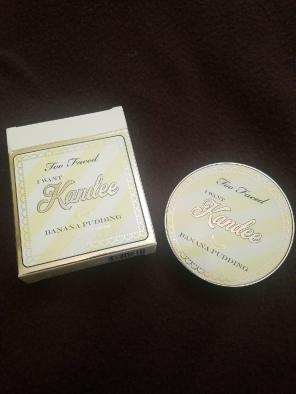 Too Faced
I WANT
Kandee
BANANA PUDDING
Too Faced
I WANT
Kandee
BANANA PUDDING